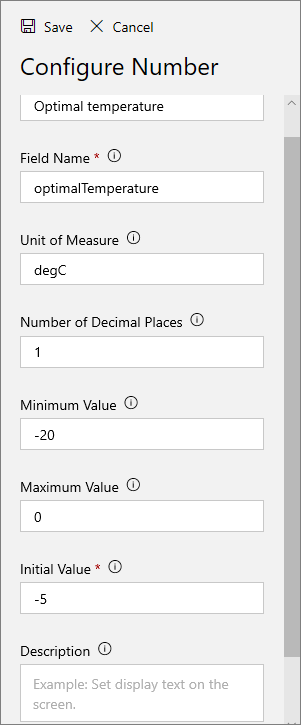 Save Cancel
Configure Number
Optimal temperature
Field Name *
optimalTemperature
Unit of Measure
degC
Number of Decimal Places
1
Minimum Value
-20
Maximum Value
0
Initial Value *
-5
Description
Example: Set display text on the
screen.